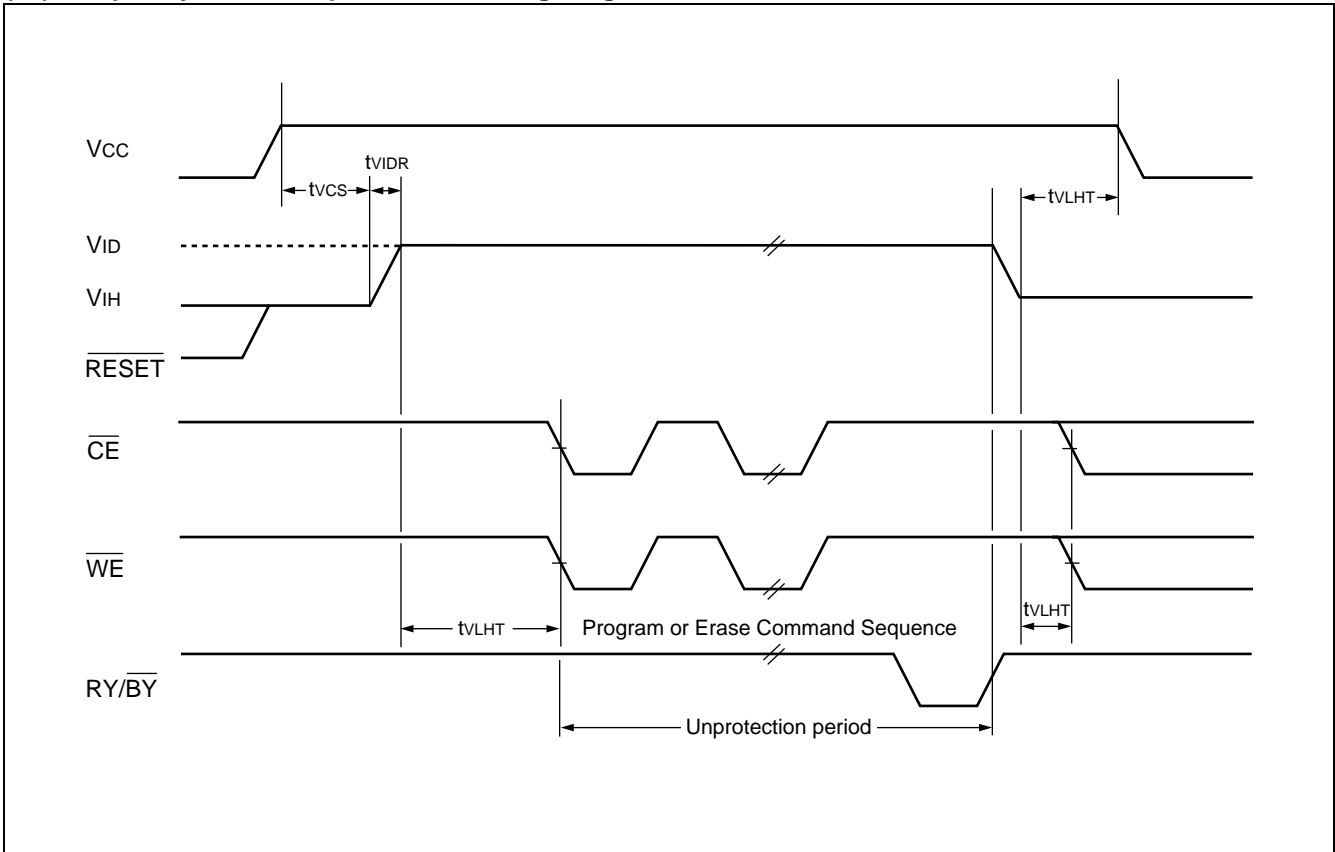 VCC
tVIDR
tVCS
tVLHT
VID
VIH
RESET
CE
WE
tVLHT
Program or Erase Command Sequence
tVLHT
RY/BY
Unprotection period